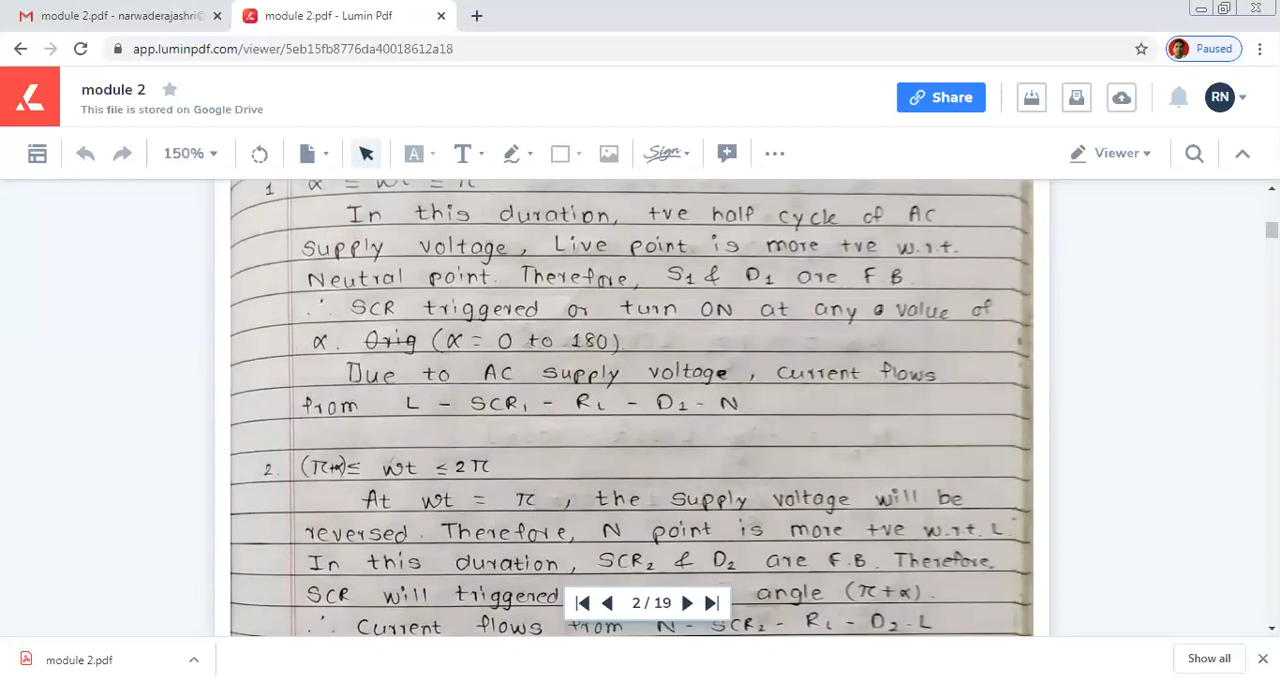 module 2.pdf - narwaderajashri@
module 2.pdf - Lumin Pdf
app.luminpdf.com/viewer/5eb15fb8776da40018612a18
Paused
module 2
This file is stored on Google Drive
Share
RN
150%
A
T
Sign
Viewer
1 α ≤ wt ≤ π
In this duration, +ve half cycle of AC
supply voltage, Live point is more +ve w.r.t.
Neutral point. Therefore, S1 & D1 are F.B.
∴ SCR triggered or turn ON at any a value of
α. Orig (α = 0 to 180).
Due to AC supply voltage, current flows
from L - SCR1 - RL - D1 - N
2. (π+α) ≤ wt ≤ 2π
At wt = π, the supply voltage will be
reversed. Therefore, N point is more +ve w.r.t L.
In this duration, SCR2 & D2 are F.B. Therefore,
SCR will triggered angle (π+α).
∴ Current flows from N - SCR2 - RL - D2 - L
2 / 19
module 2.pdf
Show all